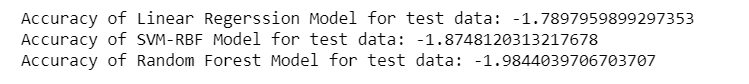 Accuracy of Linear Regerssion Model for test data: -1.7897959899297353
Accuracy of SVM-RBF Model for test data: -1.8748120313217678
Accuracy of Random Forest Model for test data: -1.9844039706703707